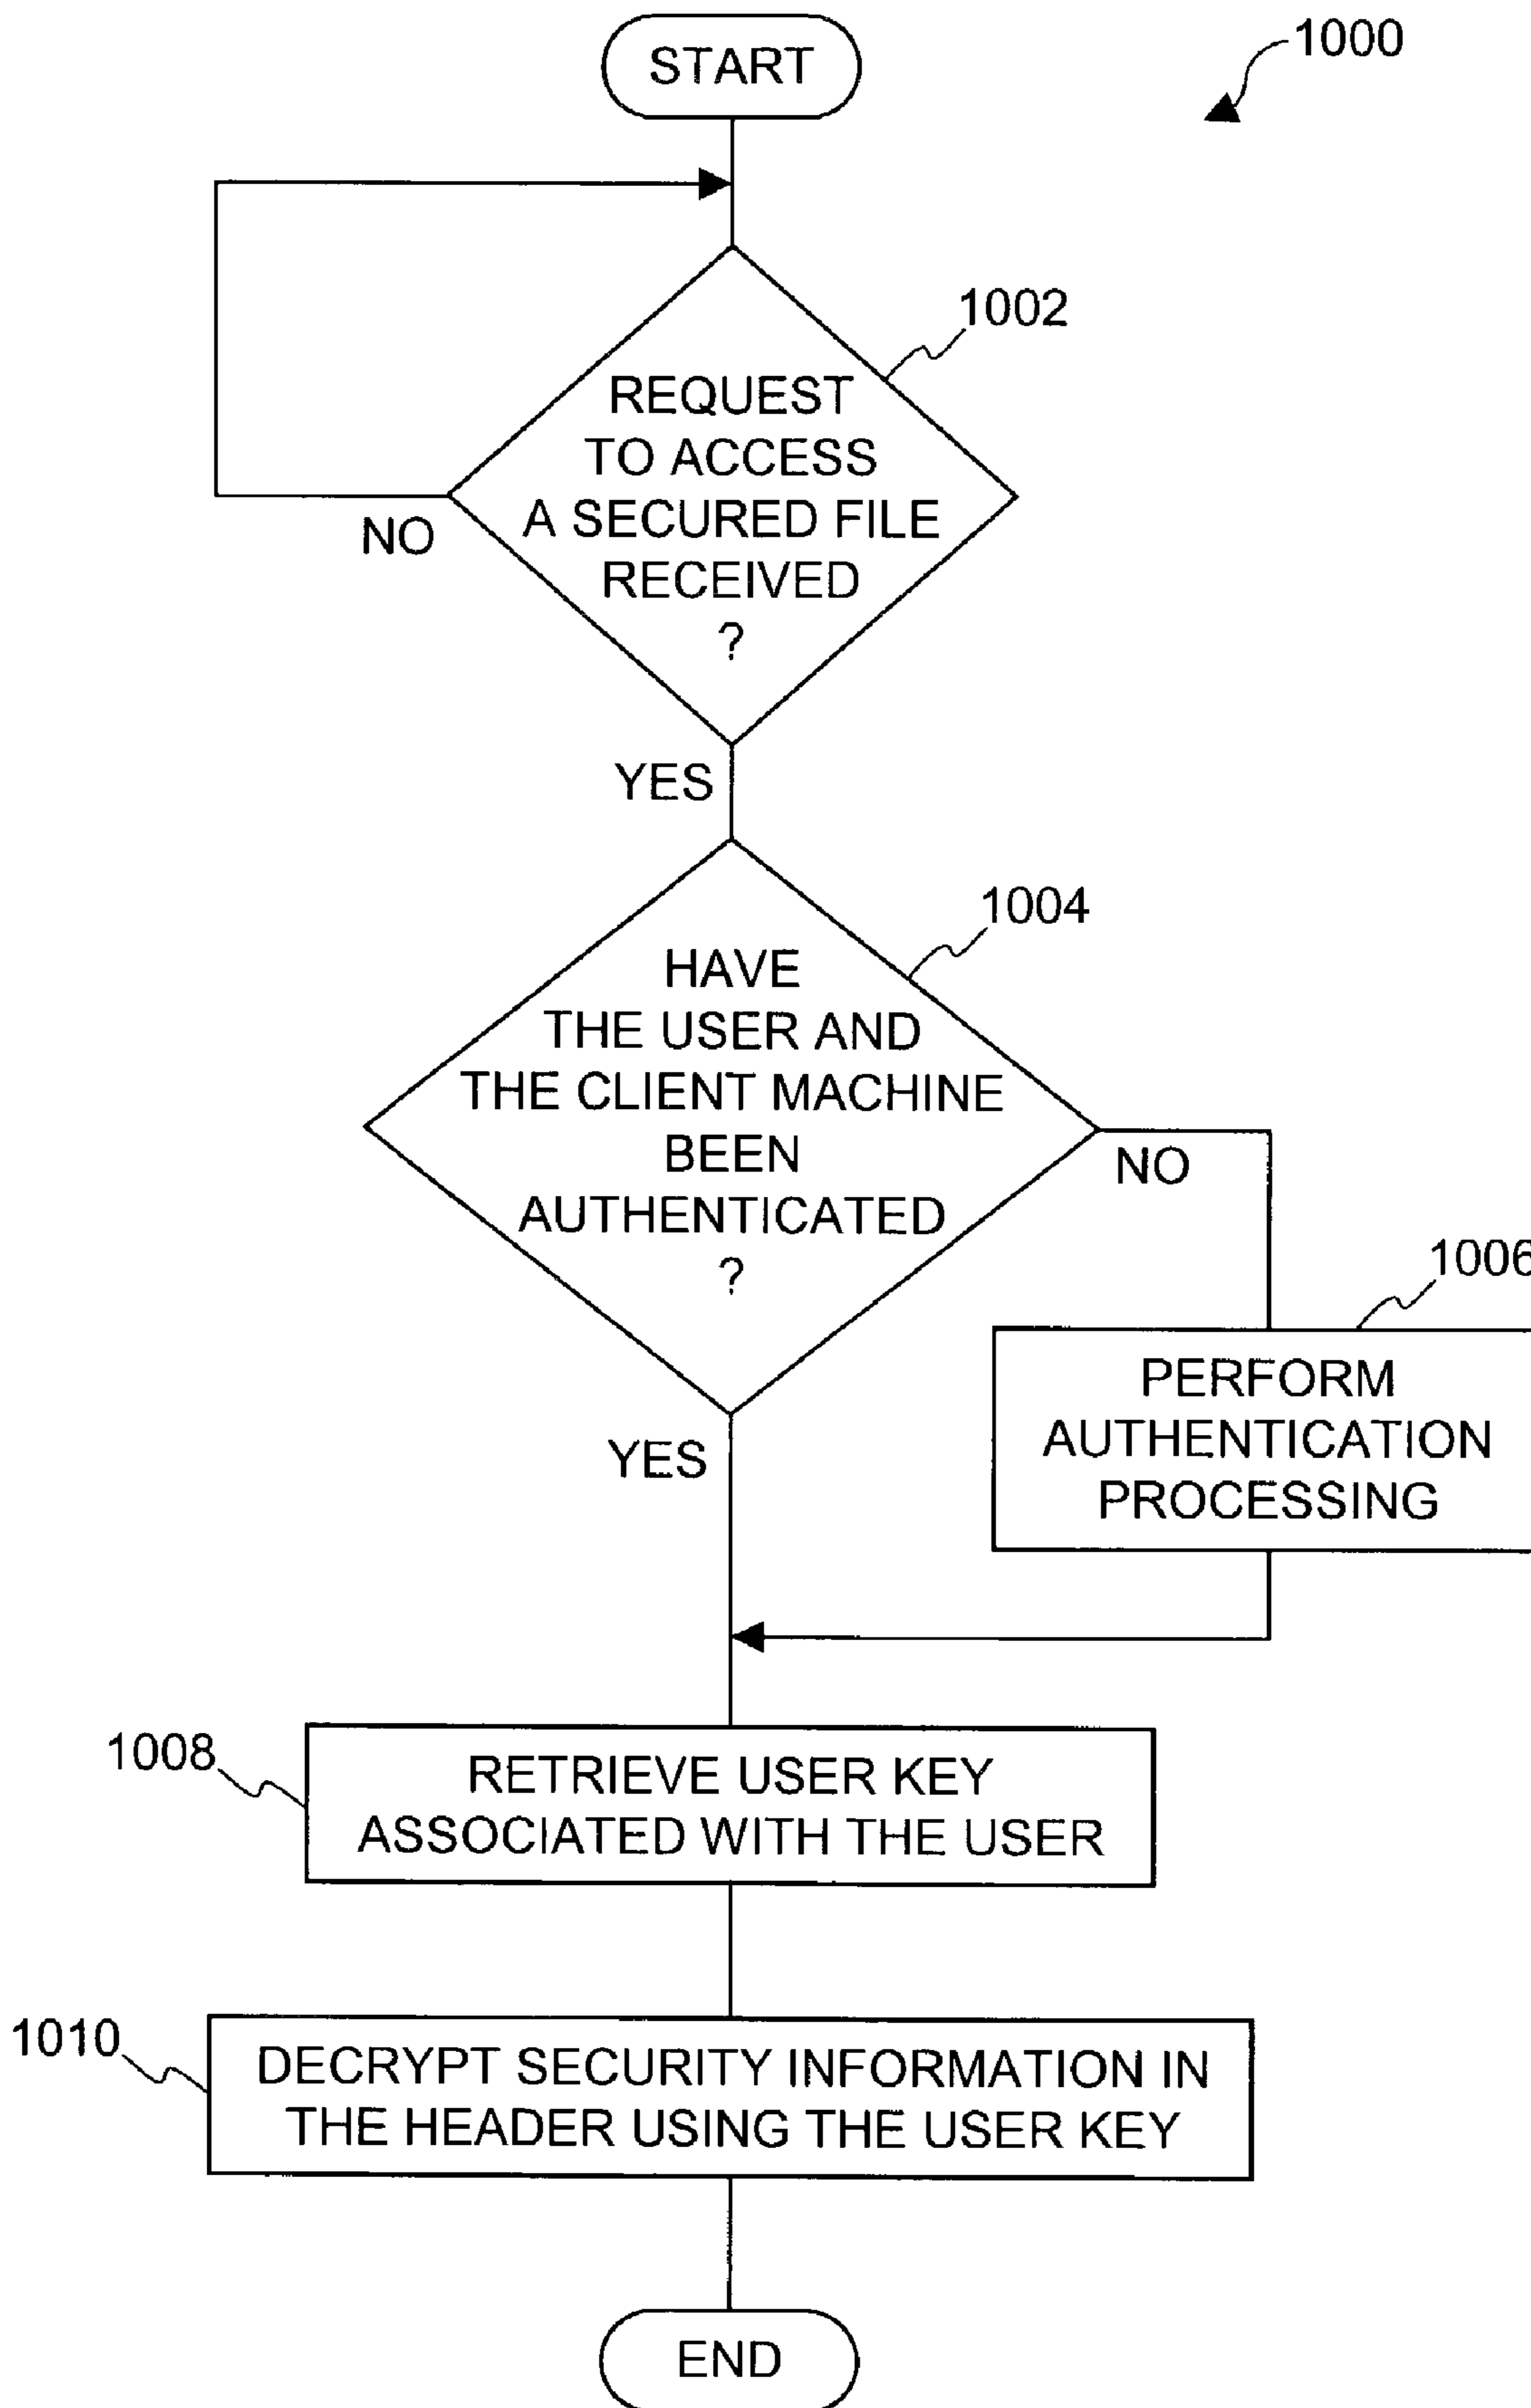 START
1000
1002
REQUEST
TO ACCESS
A SECURED FILE
RECEIVED
?
NO
YES
1004
HAVE
THE USER AND
THE CLIENT MACHINE
BEEN
AUTHENTICATED
?
NO
1006
PERFORM
AUTHENTICATION
PROCESSING
YES
1008
RETRIEVE USER KEY
ASSOCIATED WITH THE USER
1010
DECRYPT SECURITY INFORMATION IN
THE HEADER USING THE USER KEY
END